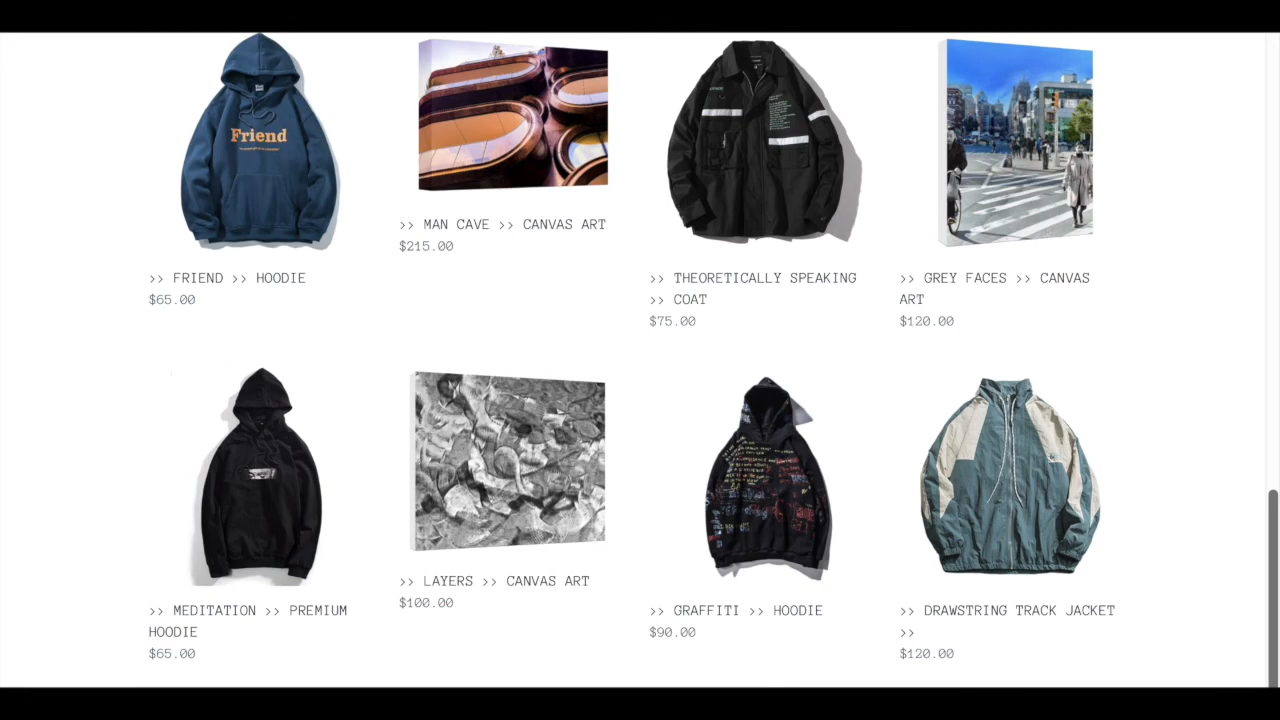 Friend
>> FRIEND >> HOODIE
$65.00
>> MAN CAVE >> CANVAS ART
$215.00
>> THEORETICALLY SPEAKING
>> COAT
$75.00
>> GREY FACES >> CANVAS
ART
$120.00
>> MEDITATION >> PREMIUM
HOODIE
$65.00
>> LAYERS >> CANVAS ART
$100.00
>> GRAFFITI >> HOODIE
$90.00
>> DRAWSTRING TRACK JACKET
>>
$120.00